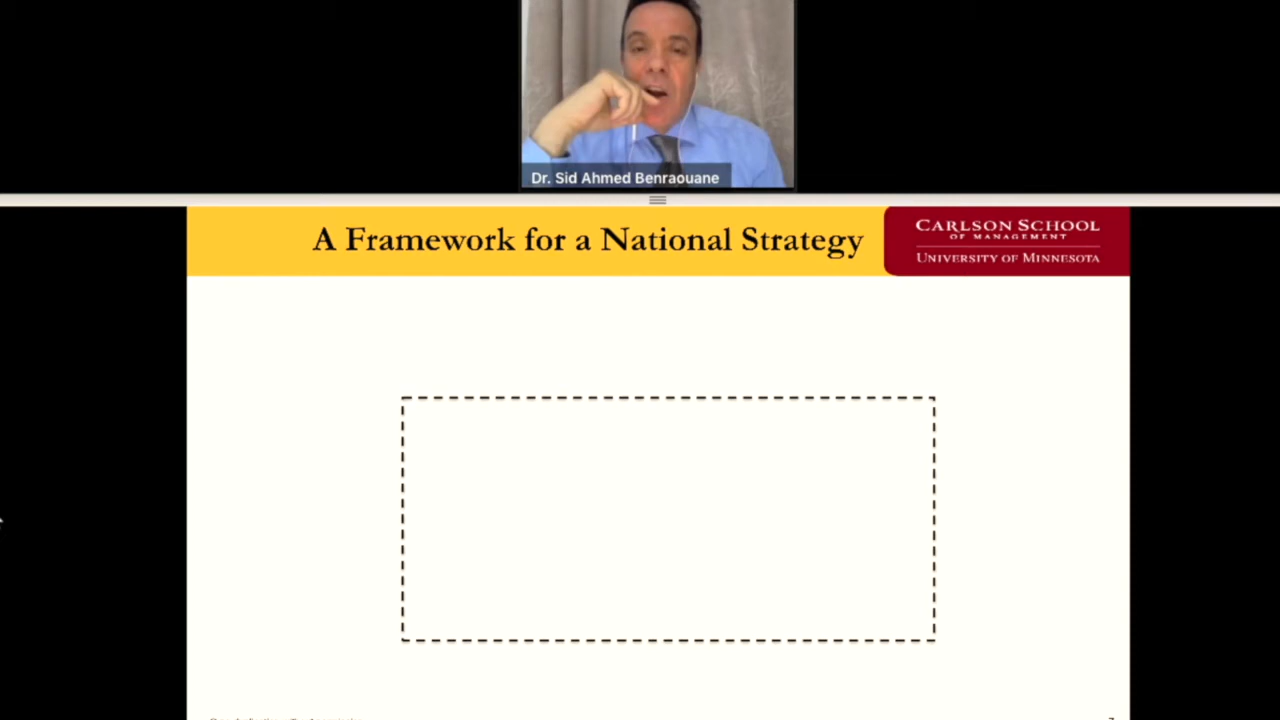 Dr. Sid Ahmed Benraouane
A Framework for a National Strategy
CARLSON SCHOOL
OF MANAGEMENT
UNIVERSITY OF MINNESOTA